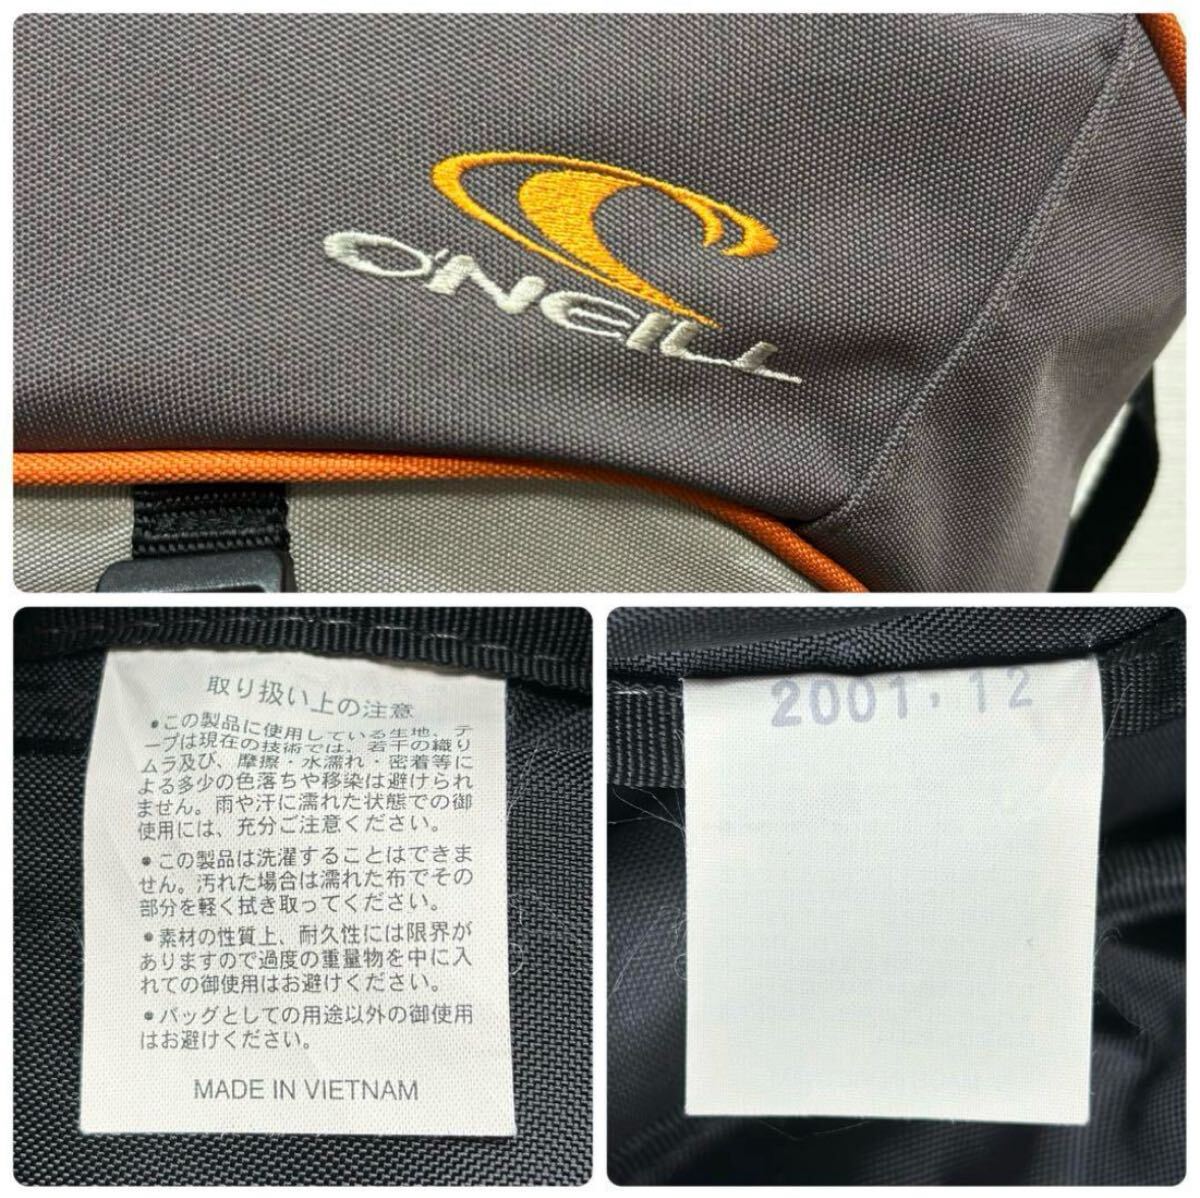 O'NEILL
取り扱い上の注意
●この製品に使用している生地、テ
ープは現在の技術では、若干の織り
ムラ及び、摩擦・水濡れ・密着等に
よる多少の色落ちや移染は避けられ
ません。雨や汗に濡れた状態での御
使用には、充分ご注意ください。
●この製品は洗濯することはできま
せん。汚れた場合は濡れた布でその
部分を軽く拭き取ってください。
●素材の性質上、耐久性には限界が
ありますので過度の重量物を中に入
れての御使用はお避けください。
●バッグとしての用途以外の御使用
はお避けください。
MADE IN VIETNAM
2001.12